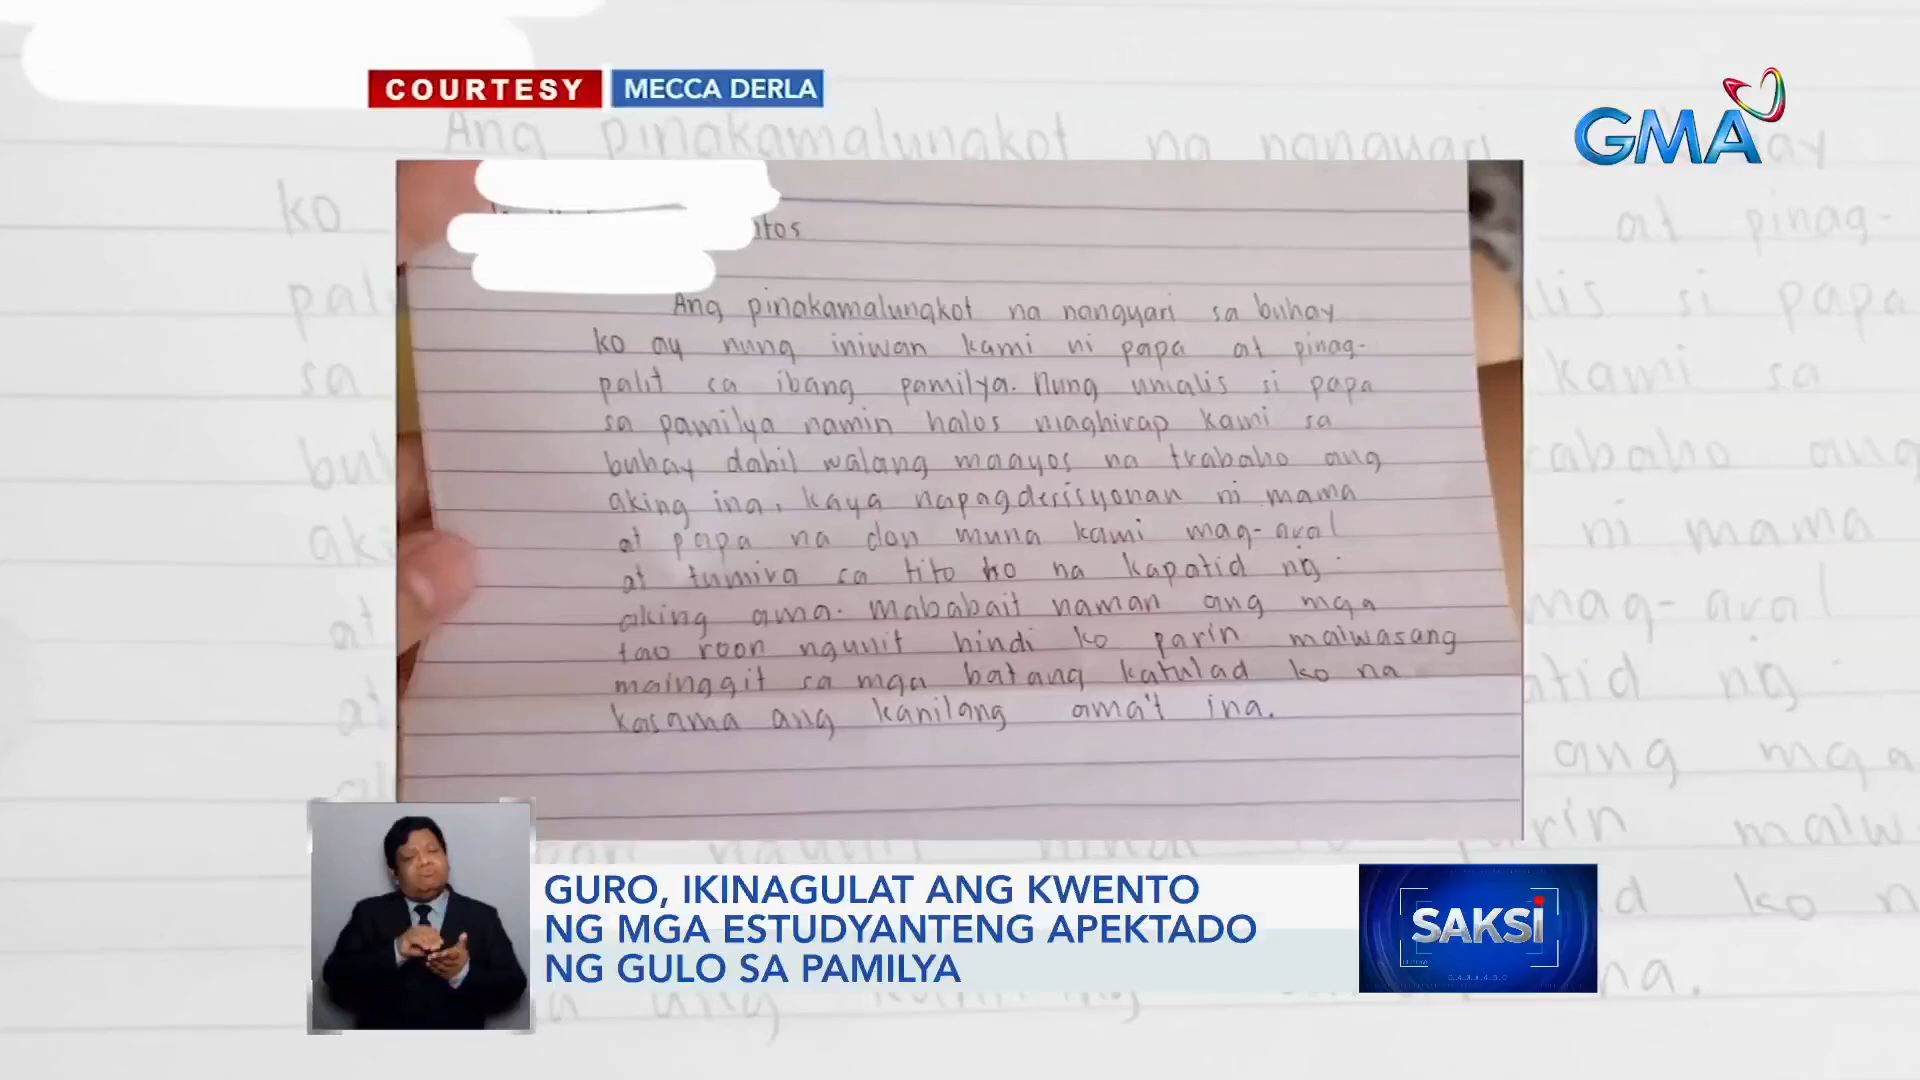 COURTESY MECCA DERLA
GMA
Ang pinakamalungkot na nangyari sa buhay
ko ay nung iniwan kami ni papa at pinag-
palit sa ibang pamilya. Nung umalis si papa
sa pamilya namin halos maghirap kami sa
buhay dahil walang maayos na trabaho ang
aking ina, kaya napagdesisyonan ni mama
at papa na don muna kami mag-aral
at tumira sa tito ko na kapatid ng
aking ama. Mababait naman ang mga
tao roon ngunit hindi ko parin maiwasang
mainggit sa mga batang katulad ko na
kasama ang kanilang ama't ina.
GURO, IKINAGULAT ANG KWENTO
NG MGA ESTUDYANTENG APEKTADO
NG GULO SA PAMILYA
SAKSI